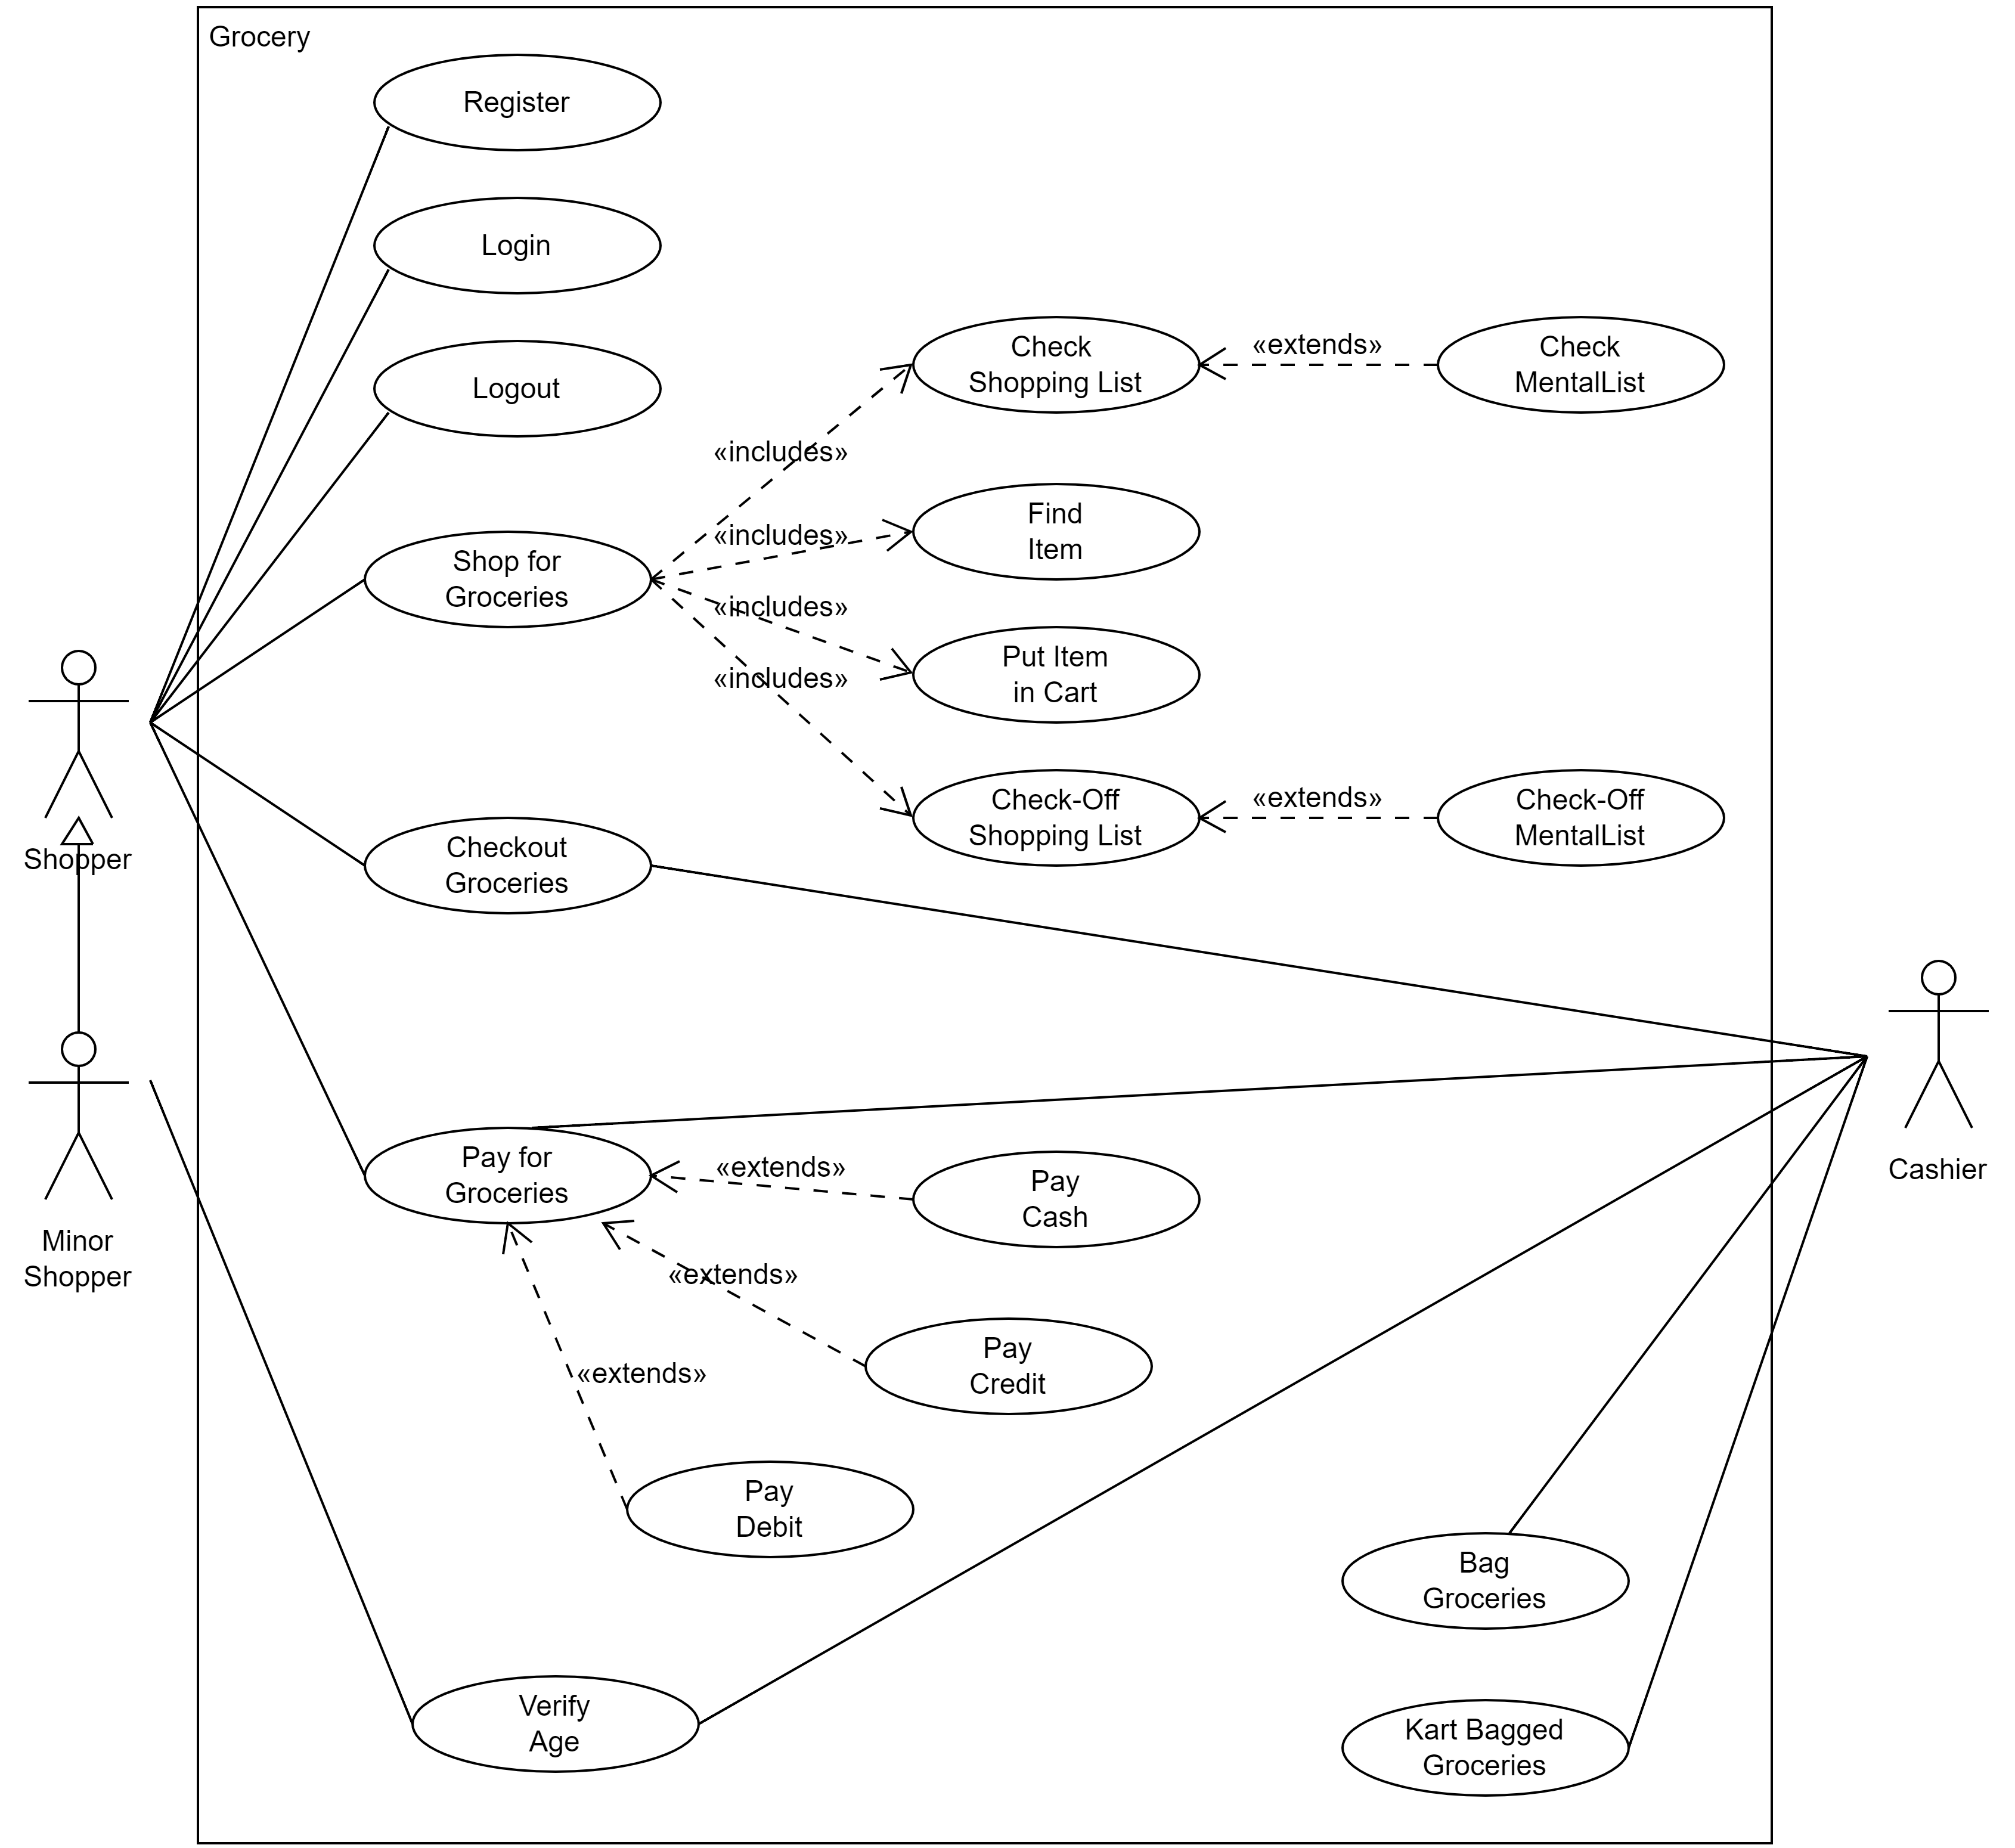 Grocery
Register
Login
Logout
Check
Shopping List
«extends»
Check
MentalList
«includes»
Find
Item
«includes»
Shop for
Groceries
«includes»
Put Item
in Cart
«includes»
Check-Off
Shopping List
«extends»
Check-Off
MentalList
Shopper
Checkout
Groceries
Pay for
Groceries
«extends»
Pay
Cash
Cashier
Minor
Shopper
«extends»
Pay
Credit
«extends»
Pay
Debit
Bag
Groceries
Verify
Age
Kart Bagged
Groceries